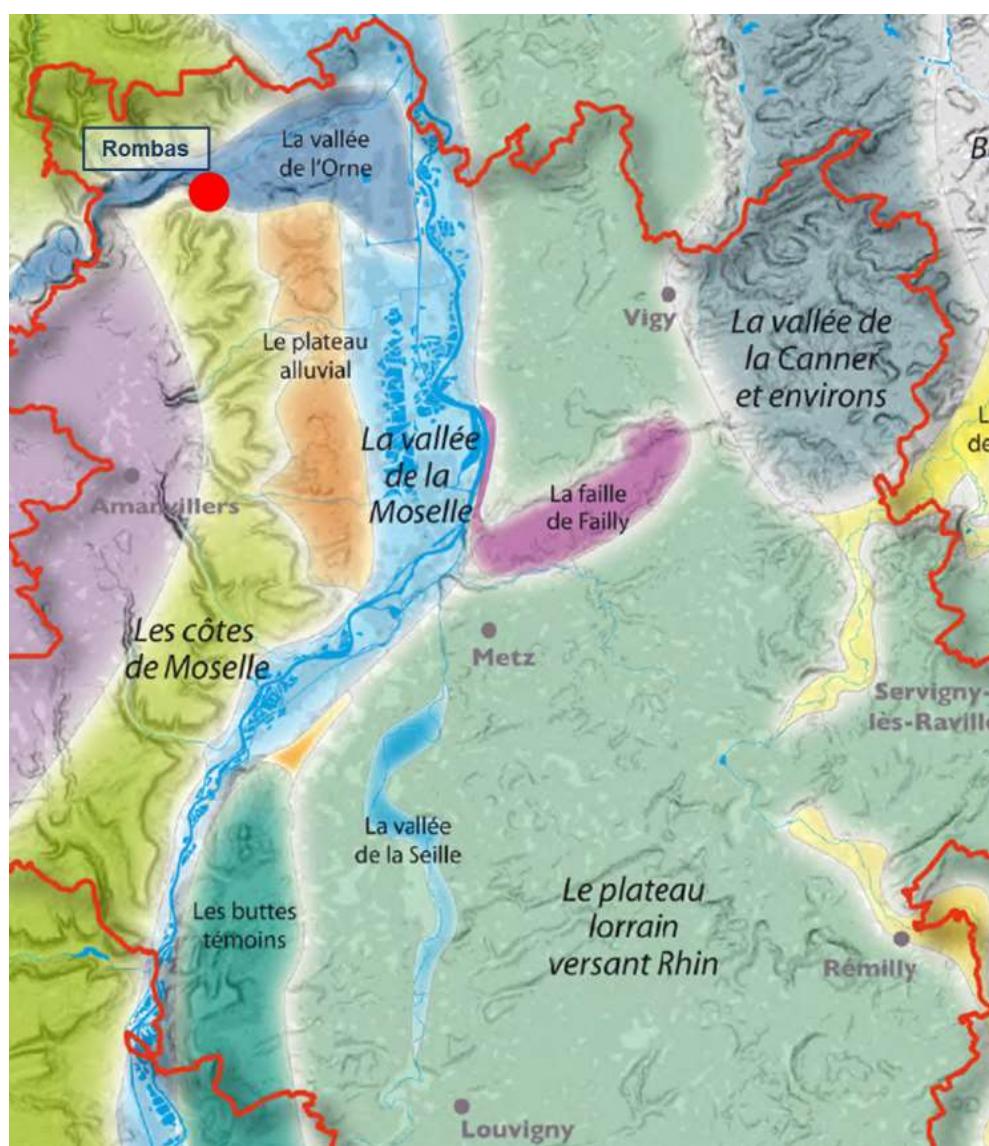 La vallée
de l'Orne
Rombas
B
Vigy
La vallée de
la Canner
et environs
Le plateau
alluvial
L
de
La vallée
de la
Moselle
Amanvillers
La faille
de Failly
Les côtes
de Moselle
Metz
Servigny-
lès-Raville
La vallée
de la Seille
Les buttes
témoins
Le plateau
lorrain
versant Rhin
Rémilly
Louvigny